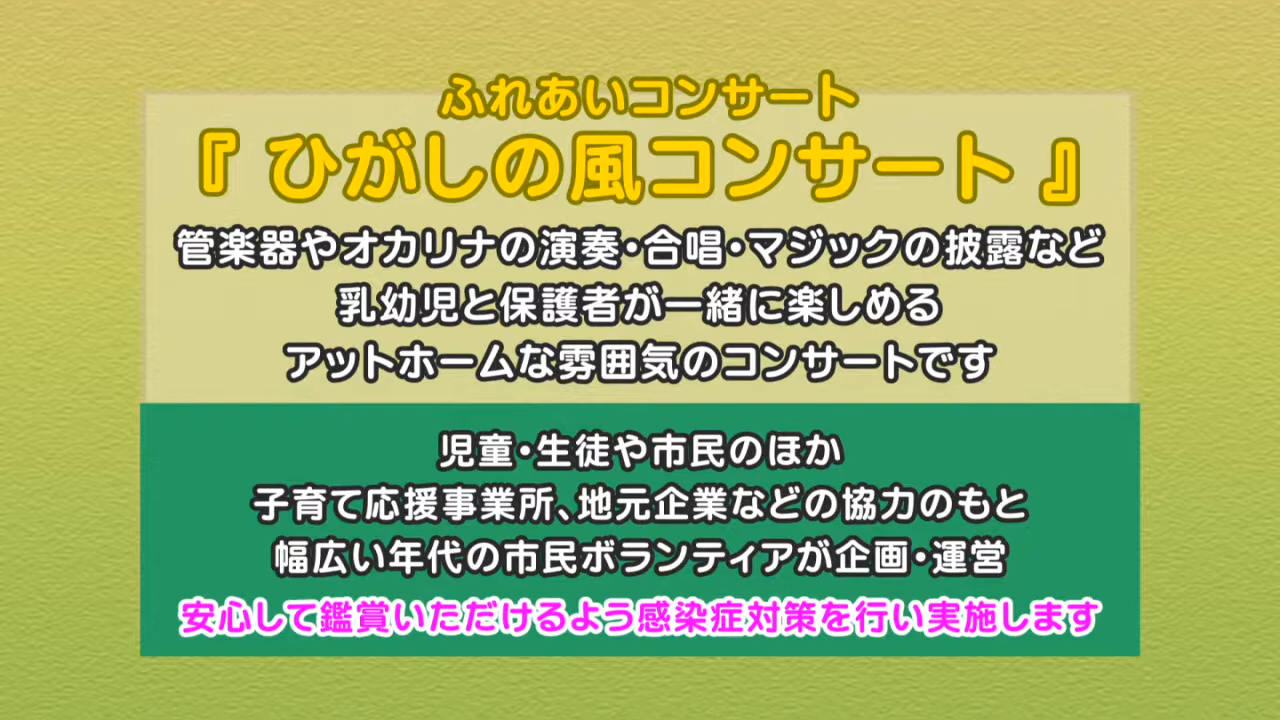 ふれあいコンサート
『ひがしの風コンサート』
管楽器やオカリナの演奏・合唱・マジックの披露など
乳幼児と保護者が一緒に楽しめる
アットホームな雰囲気のコンサートです
児童・生徒や市民のほか
子育て応援事業所、地元企業などの協力のもと
幅広い年代の市民ボランティアが企画・運営
安心して鑑賞いただけるよう感染症対策を行い実施します